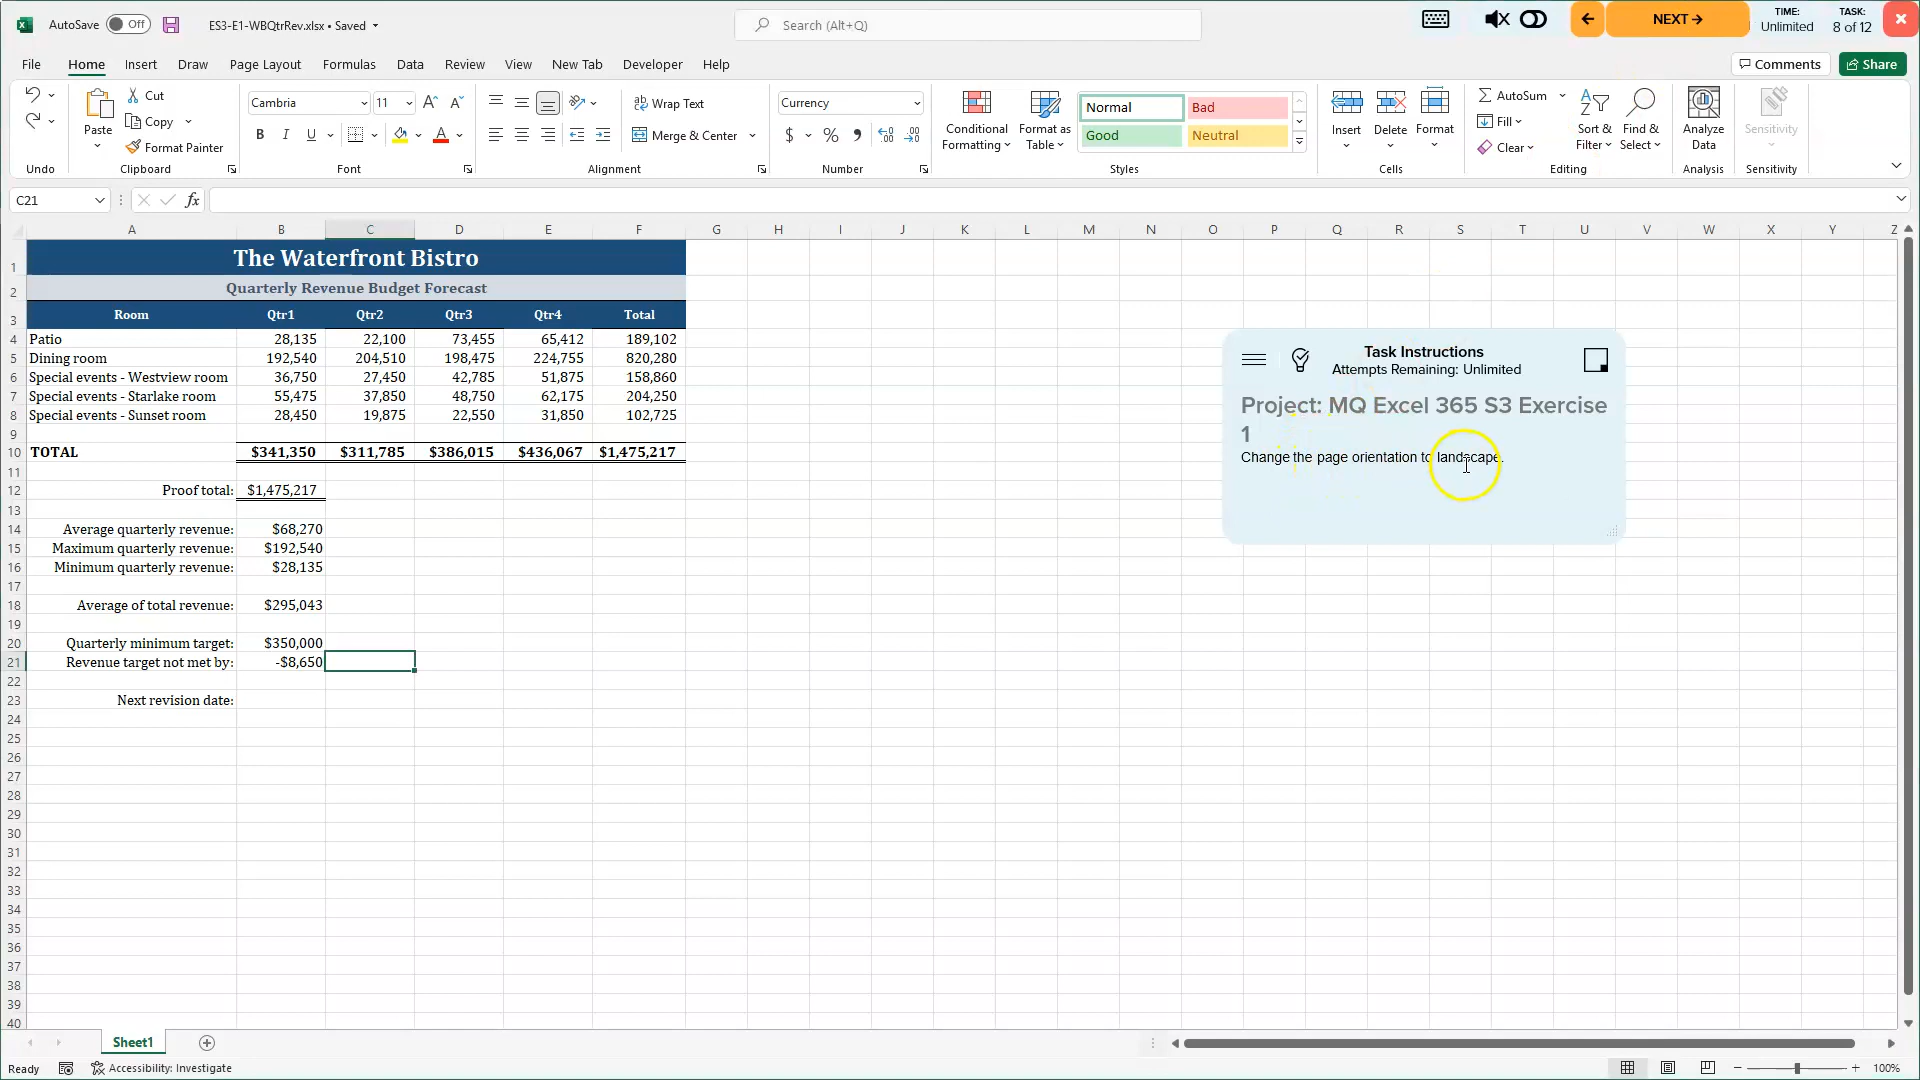 AutoSave Off ES3-E1-WBQtrRev.xlsx • Saved Search (Alt+Q) NEXT → TIME: Unlimited TASK: 8 of 12
File Home Insert Draw Page Layout Formulas Data Review View New Tab Developer Help Comments Share
Cut Cambria 11 Wrap Text Currency Normal Bad AutoSum
Paste Copy Conditional Formatting Format as Table Insert Delete Format Fill Sort & Filter Find & Select Analyze Data Sensitivity
Format Painter B I U Merge & Center $ % Good Neutral Clear
Undo Clipboard Font Alignment Number Styles Cells Editing Analysis Sensitivity
C21 fx
A B C D E F G H I J K L M N O P Q R S T U V W X Y Z
1 The Waterfront Bistro
2 Quarterly Revenue Budget Forecast
3 Room Qtr1 Qtr2 Qtr3 Qtr4 Total
4 Patio 28,135 22,100 73,455 65,412 189,102
5 Dining room 192,540 204,510 198,475 224,755 820,280
6 Special events - Westview room 36,750 27,450 42,785 51,875 158,860
7 Special events - Starlake room 55,475 37,850 48,750 62,175 204,250
8 Special events - Sunset room 28,450 19,875 22,550 31,850 102,725
9
10 TOTAL $341,350 $311,785 $386,015 $436,067 $1,475,217
11
12 Proof total: $1,475,217
13
14 Average quarterly revenue: $68,270
15 Maximum quarterly revenue: $192,540
16 Minimum quarterly revenue: $28,135
17
18 Average of total revenue: $295,043
19
20 Quarterly minimum target: $350,000
21 Revenue target not met by: -$8,650
22
23 Next revision date:
24
25
26
27
28
29
30
31
32
33
34
35
36
37
38
39
40
Task Instructions
Attempts Remaining: Unlimited
Project: MQ Excel 365 S3 Exercise
1
Change the page orientation to landscape.
Sheet1
Ready Accessibility: Investigate 100%